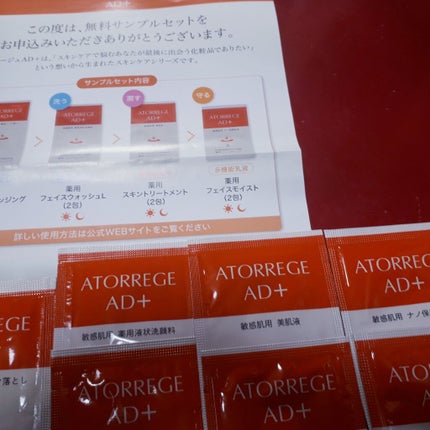 AD+
この度は、無料サンプルセットを
お申込みいただきありがとうございます。
ージュAD+は、「スキンケアで悩むあなたが最後に出会う化粧品でありたい」
という想いから生まれたスキンケアシリーズです。
サンプルセット内容
洗う
潤す
守る
ATORREGE
AD+
ATORREGE
AD+
ATORREGE
AD+
多機能乳液
ンジング
薬用
フェイスウォッシュL
(2包)
薬用
スキントリートメント
(2包)
薬用
フェイスモイスト
(2包)
詳しい使用方法は公式WEBサイトをご覧ください
ATORREGE
AD+
敏感肌用 薬用液状洗顔料
ATORREGE
AD+
敏感肌用 美肌液
ATORREGE
AD+
敏感肌用 ナノ保
EGE
落とし
ATORREGE
AD+
ATORREGE
AD+
ATORRE
AD